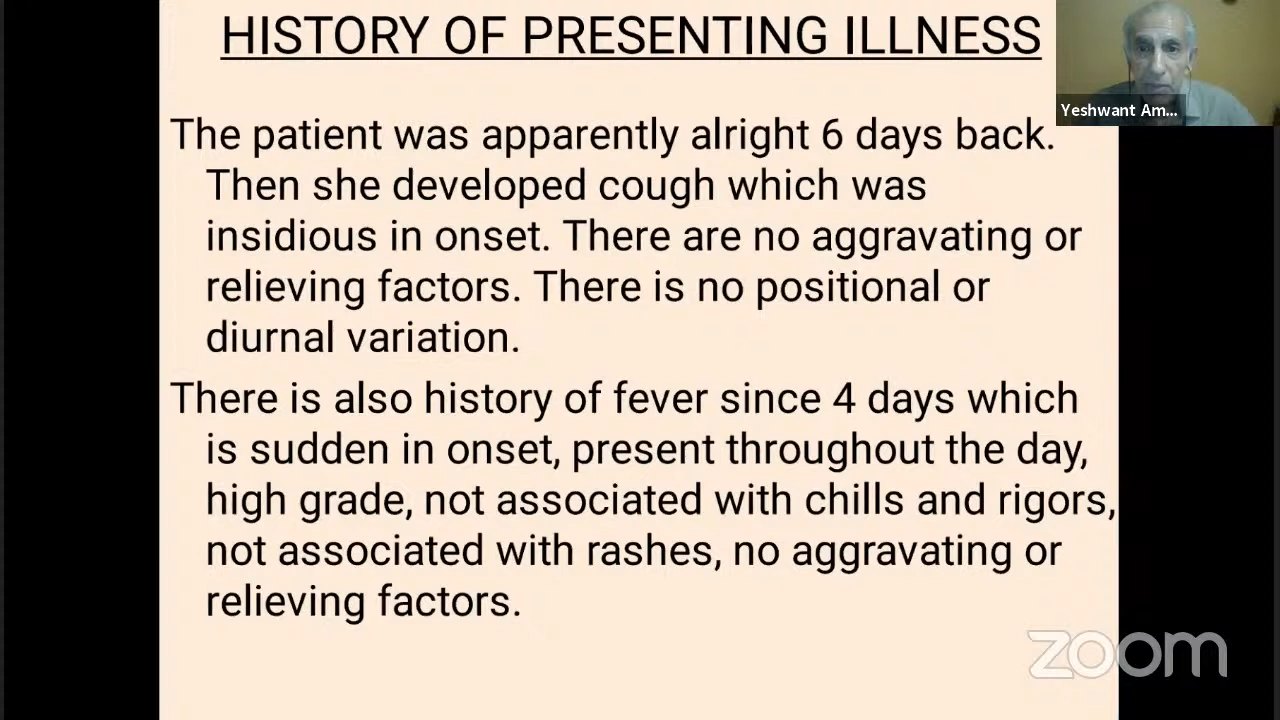 HISTORY OF PRESENTING ILLNESS
Yeshwant Am...
The patient was apparently alright 6 days back.
Then she developed cough which was
insidious in onset. There are no aggravating or
relieving factors. There is no positional or
diurnal variation.
There is also history of fever since 4 days which
is sudden in onset, present throughout the day,
high grade, not associated with chills and rigors,
not associated with rashes, no aggravating or
relieving factors.
zoom